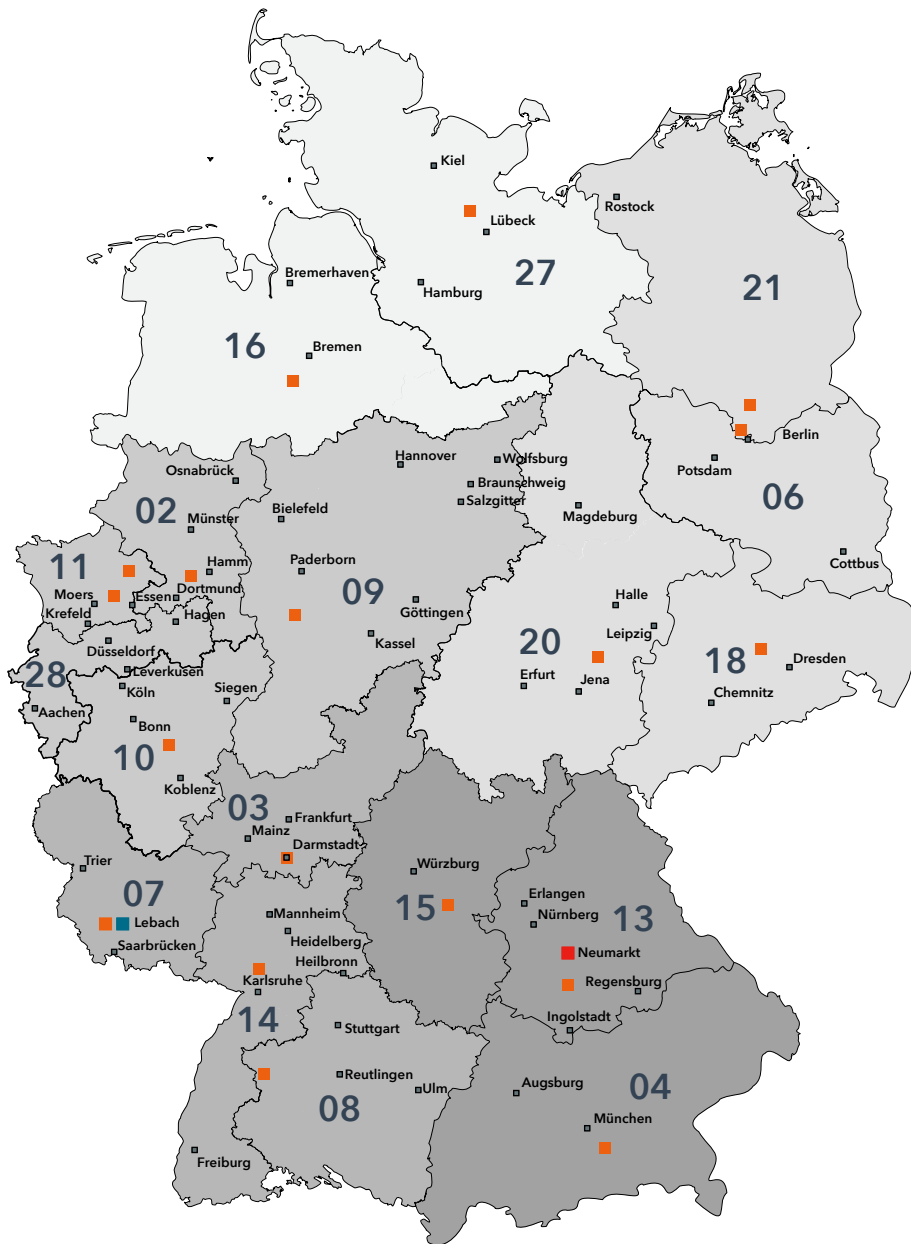 Kiel
Rostock
Lübeck
27
Bremerhaven
Hamburg
21
16
Bremen
Berlin
Hannover
Wolfsburg
Potsdam
Osnabrück
Braunschweig
06
02
Salzgitter
Bielefeld
Magdeburg
Münster
Cottbus
11
Hamm
Paderborn
Moers
Essen
Dortmund
09
Halle
Krefeld
Hagen
Göttingen
Leipzig
Düsseldorf
Kassel
20
18
28
Leverkusen
Dresden
Köln
Siegen
Erfurt
Jena
Chemnitz
Aachen
Bonn
10
Koblenz
03
Frankfurt
Mainz
Darmstadt
Trier
Würzburg
07
15
Erlangen
Mannheim
Nürnberg
13
Lebach
Heidelberg
Saarbrücken
Neumarkt
Heilbronn
Karlsruhe
Regensburg
14
Ingolstadt
Stuttgart
Reutlingen
Ulm
Augsburg
04
08
München
Freiburg